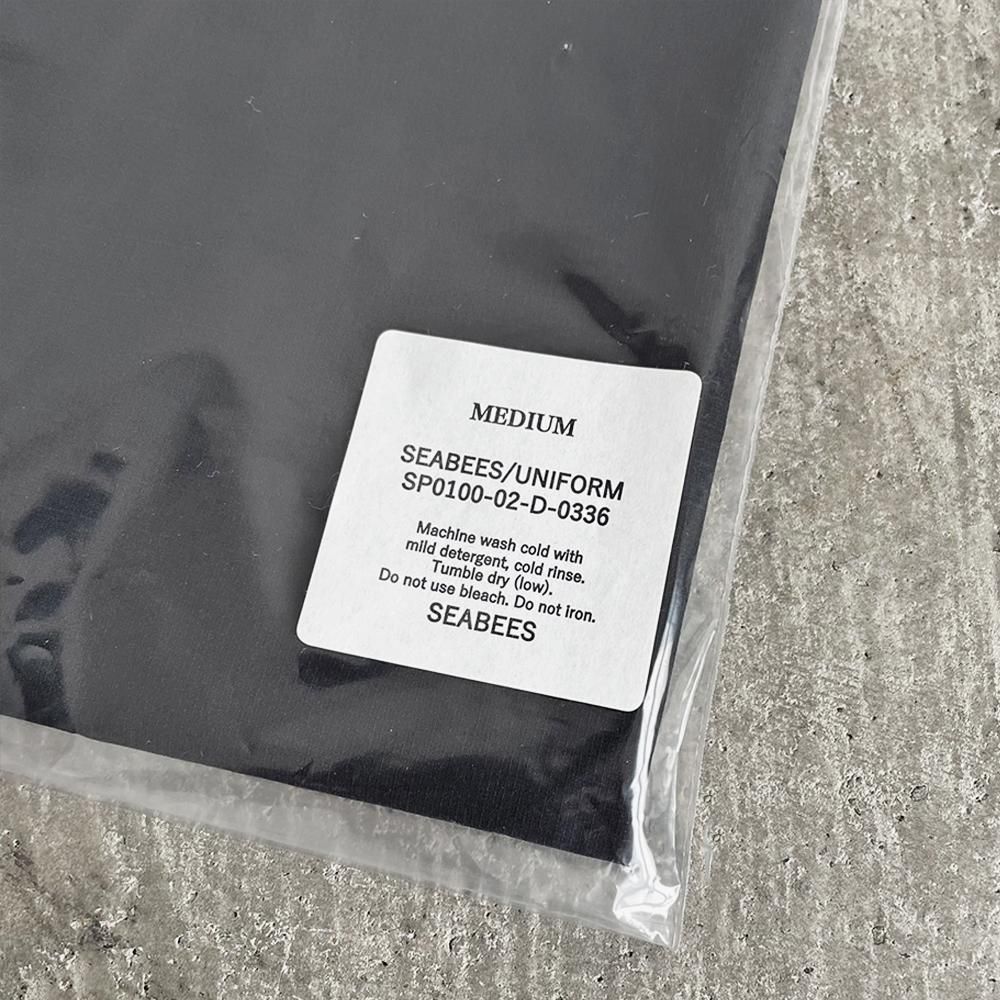 MEDIUM
SEABEES/UNIFORM
SP0100-02-D-0336
Machine wash cold with
mild detergent, cold rinse.
Tumble dry (low).
Do not use bleach. Do not iron.
SEABEES